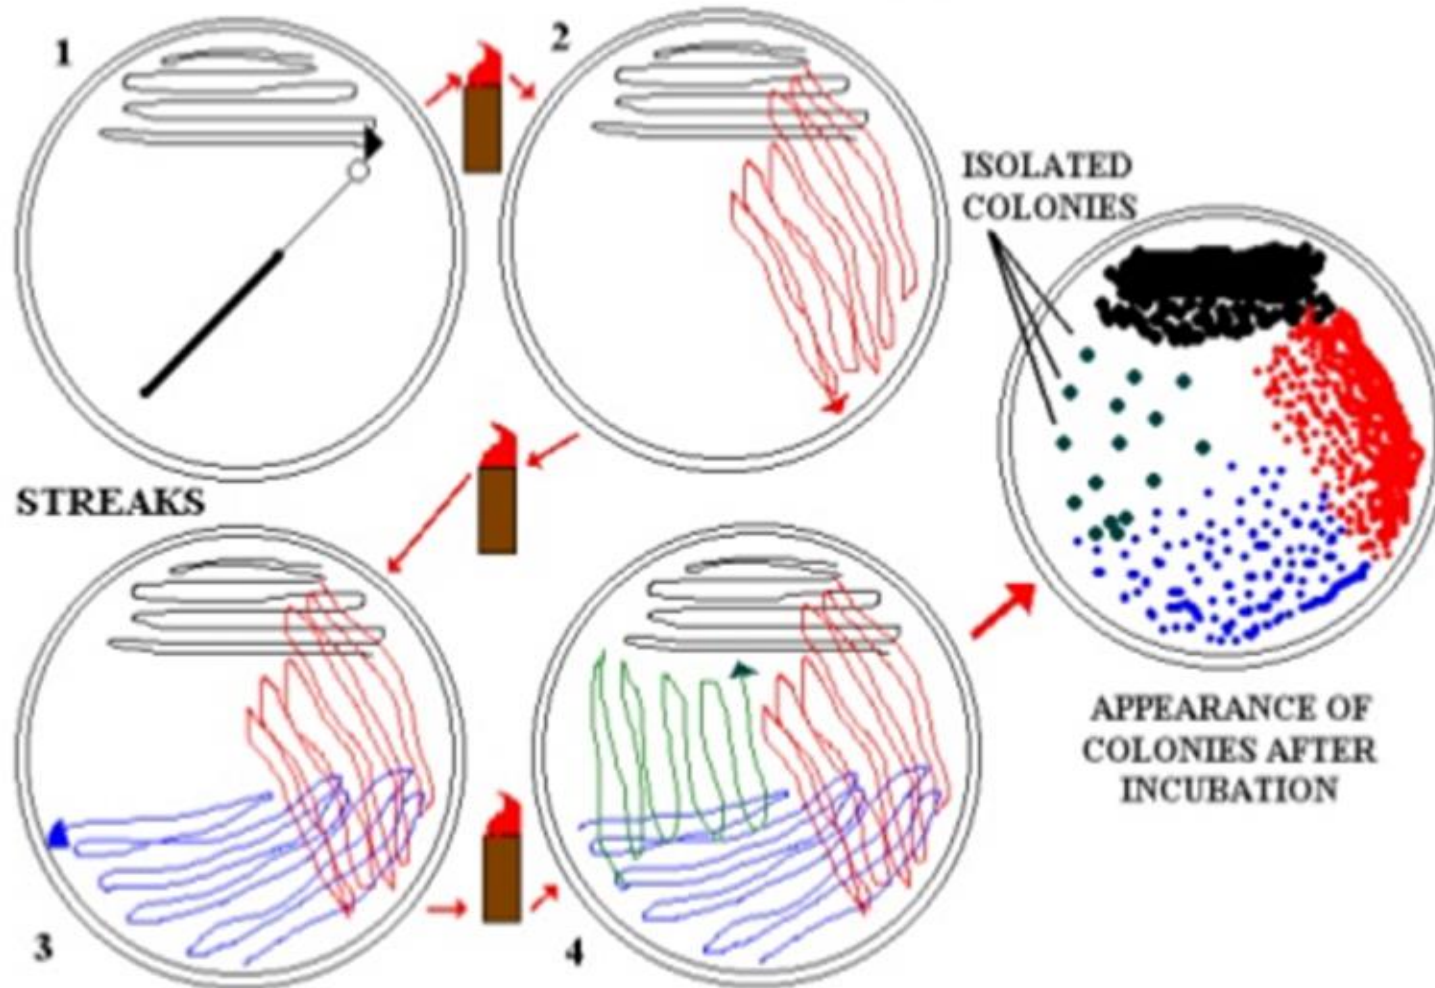 1
2
ISOLATED
COLONIES
STREAKS
3
4
APPEARANCE OF
COLONIES AFTER
INCUBATION